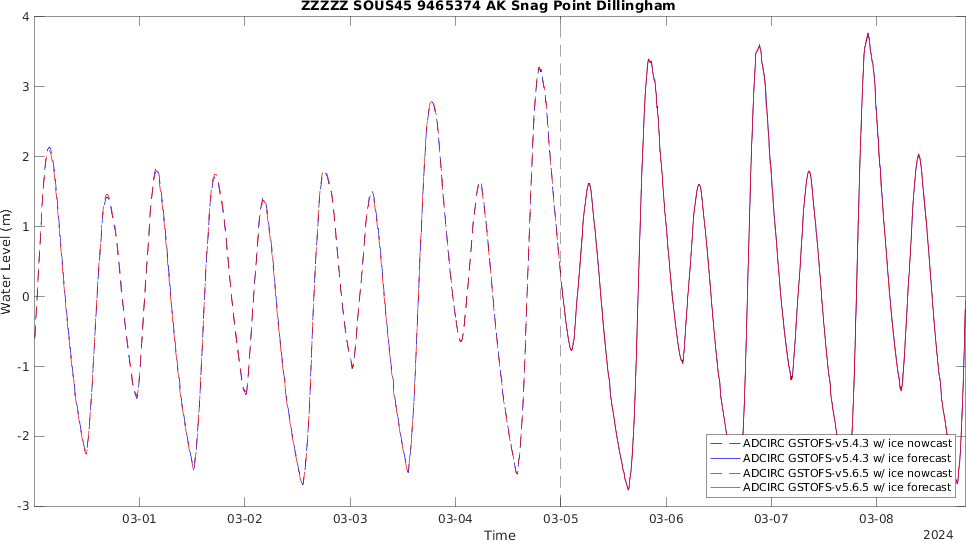 ZZZZZ SOUS45 9465374 AK Snag Point Dillingham
Water Level (m)
4
3
2
1
0
-1
-2
-3
03-01 03-02 03-03 03-04 03-05 03-06 03-07 03-08
Time
2024
ADCIRC GSTOFS-v5.4.3 w/ ice nowcast
ADCIRC GSTOFS-v5.4.3 w/ ice forecast
ADCIRC GSTOFS-v5.6.5 w/ ice nowcast
ADCIRC GSTOFS-v5.6.5 w/ ice forecast